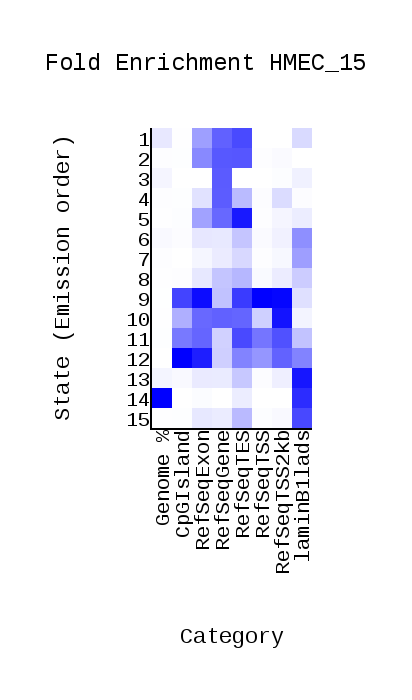 Fold Enrichment HMEC_15
State (Emission order)
1
2
3
4
5
6
7
8
9
10
11
12
13
14
15
Genome %
CpGIsland
RefSeqExon
RefSeqGene
RefSeqTES
RefSeqTSS
RefSeqTSS2kb
laminB1lads
Category